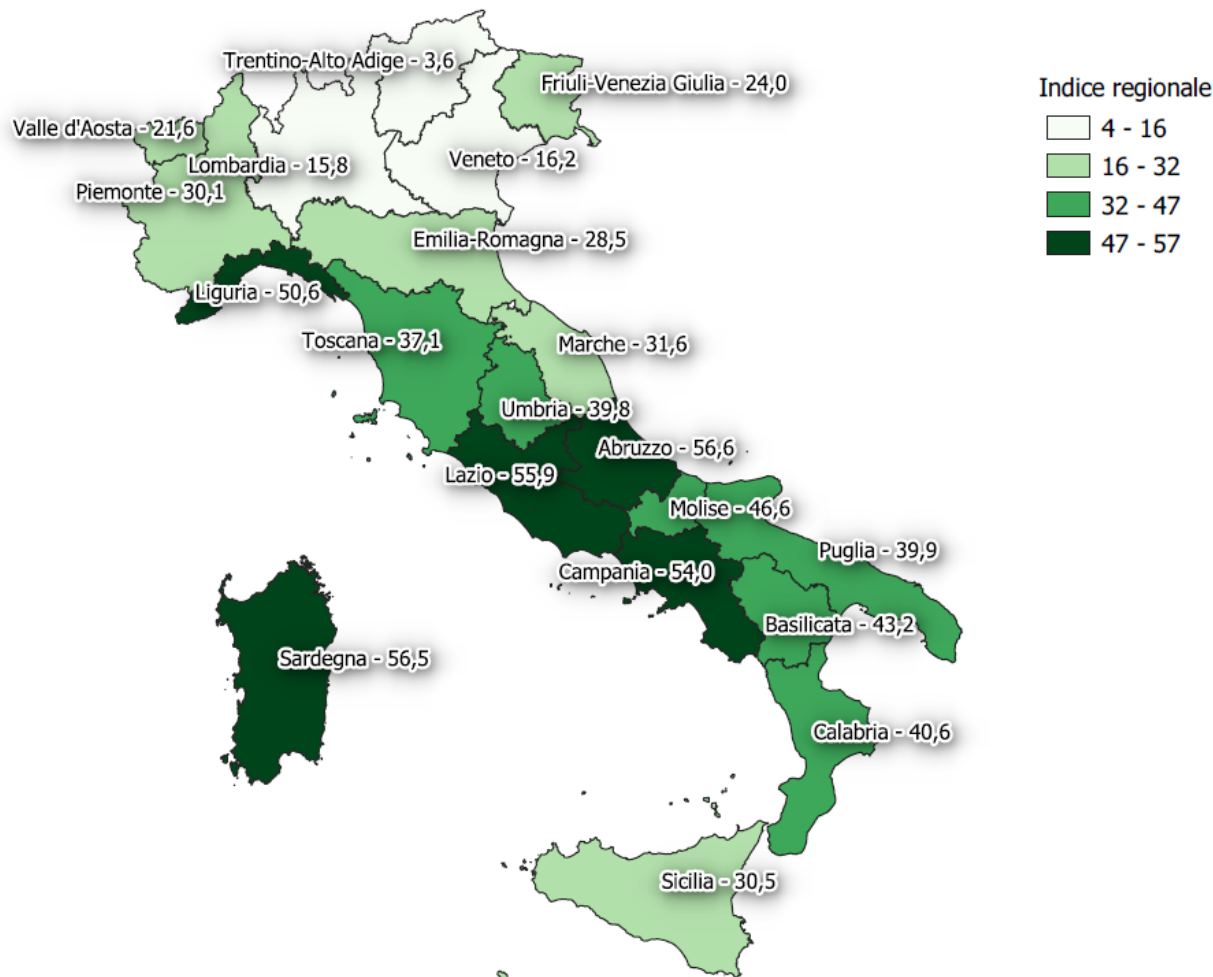 Trentino-Alto Adige - 3,6
Friuli-Venezia Giulia - 24,0
Valle d'Aosta - 21,6
Lombardia - 15,8
Veneto - 16,2
Piemonte - 30,1
Emilia-Romagna - 28,5
Liguria - 50,6
Toscana - 37,1
Marche - 31,6
Umbria - 39,8
Abruzzo - 56,6
Lazio - 55,9
Molise - 46,6
Puglia - 39,9
Campania - 54,0
Basilicata - 43,2
Sardegna - 56,5
Calabria - 40,6
Sicilia - 30,5
Indice regionale
4 - 16
16 - 32
32 - 47
47 - 57